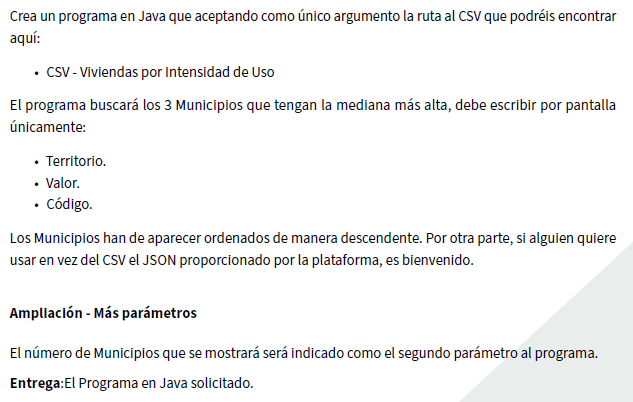 Crea un programa en Java que aceptando como único argumento la ruta al CSV que podréis encontrar
aquí:
• CSV - Viviendas por Intensidad de Uso
El programa buscará los 3 Municipios que tengan la mediana más alta, debe escribir por pantalla
únicamente:
• Territorio.
• Valor.
• Código.
Los Municipios han de aparecer ordenados de manera descendente. Por otra parte, si alguien quiere
usar en vez del CSV el JSON proporcionado por la plataforma, es bienvenido.
Ampliación - Más parámetros
El número de Municipios que se mostrará será indicado como el segundo parámetro al programa.
Entrega:El Programa en Java solicitado.